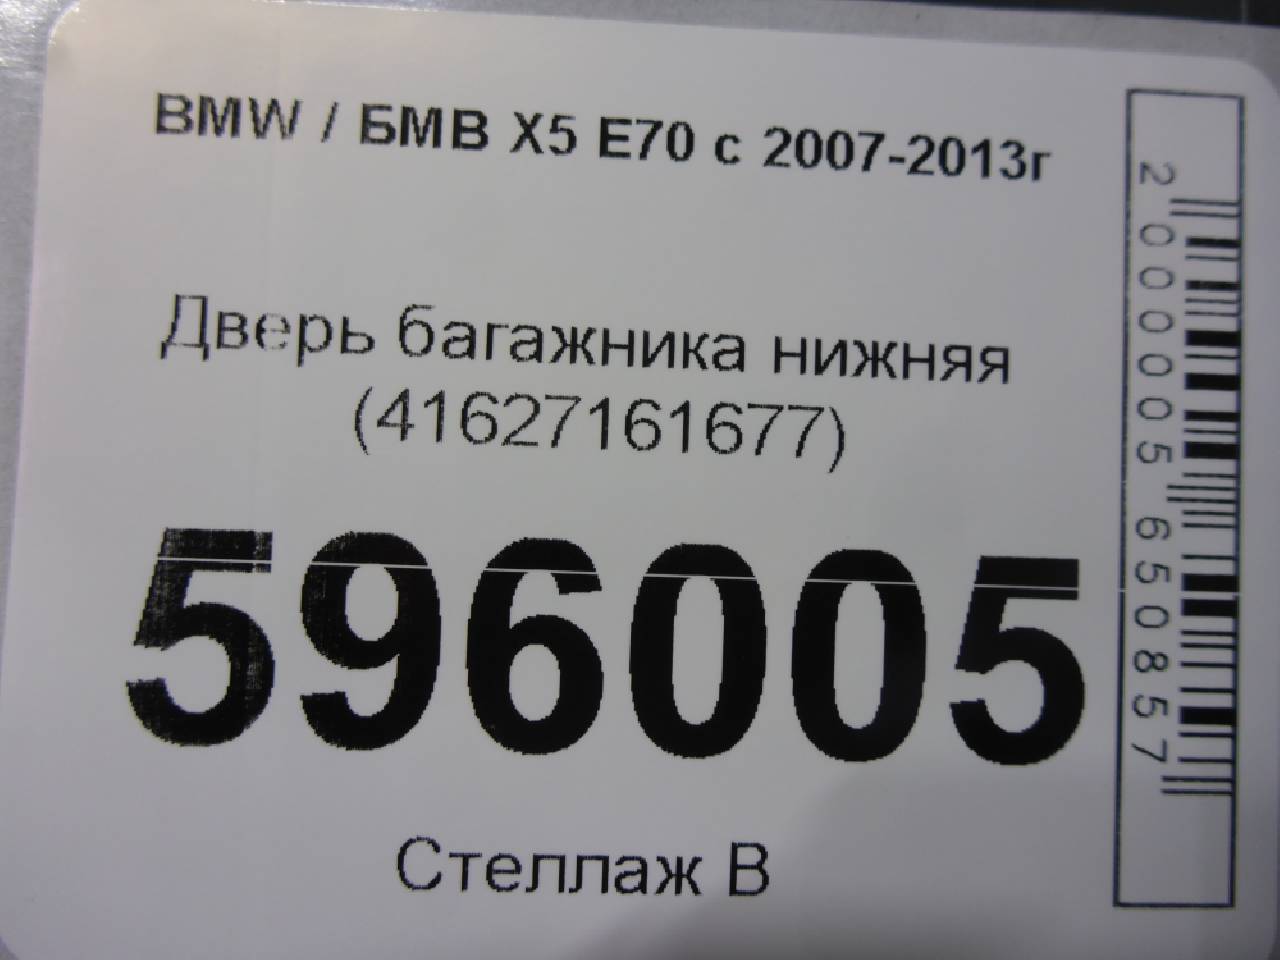 BMW / БМВ X5 E70 с 2007-2013г
Дверь багажника нижняя
(41627161677)
596005
Стеллаж В
2000005650857